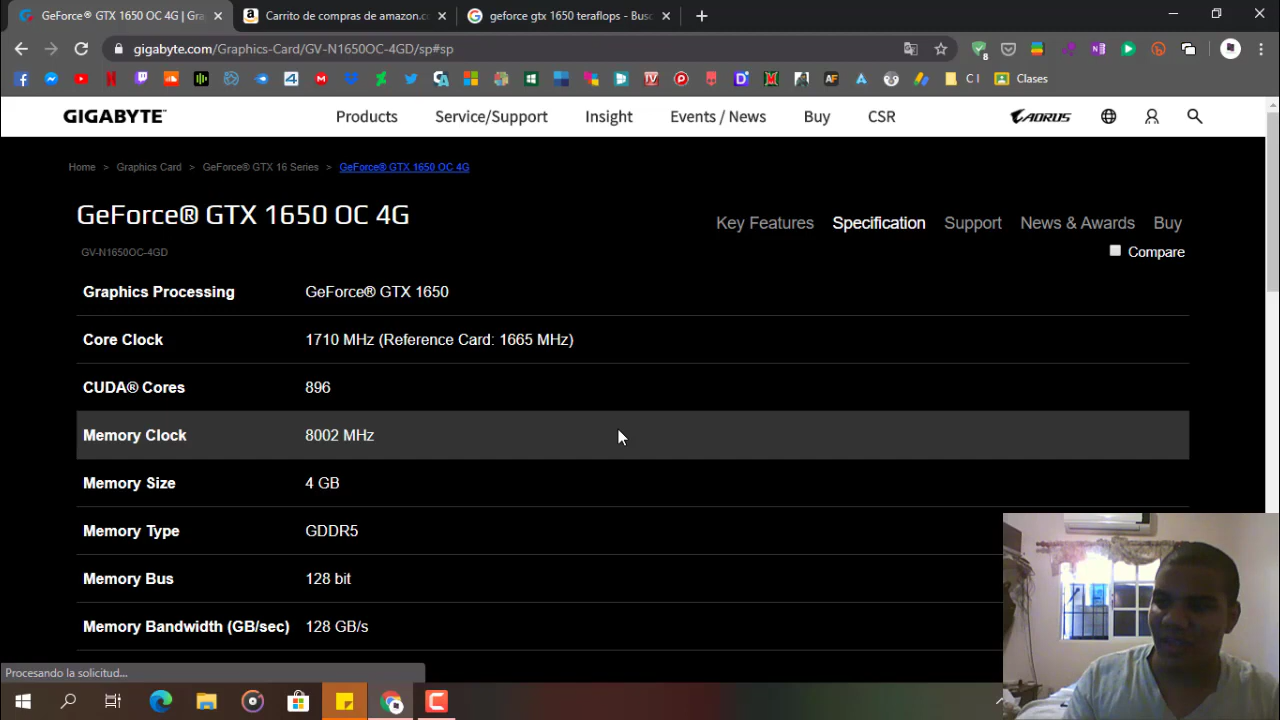 GeForce® GTX 1650 OC 4G | Gra
Carrito de compras de amazon.co
geforce gtx 1650 teraflops - Busc
gigabyte.com/Graphics-Card/GV-N1650OC-4GD/sp#sp
C I
Clases
GIGABYTE™
Products
Service/Support
Insight
Events / News
Buy
CSR
AORUS
Home > Graphics Card > GeForce® GTX 16 Series > GeForce® GTX 1650 OC 4G
GeForce® GTX 1650 OC 4G
Key Features
Specification
Support
News & Awards
Buy
GV-N1650OC-4GD
Compare
Graphics Processing GeForce® GTX 1650
Core Clock 1710 MHz (Reference Card: 1665 MHz)
CUDA® Cores 896
Memory Clock 8002 MHz
Memory Size 4 GB
Memory Type GDDR5
Memory Bus 128 bit
Memory Bandwidth (GB/sec) 128 GB/s
Procesando la solicitud...